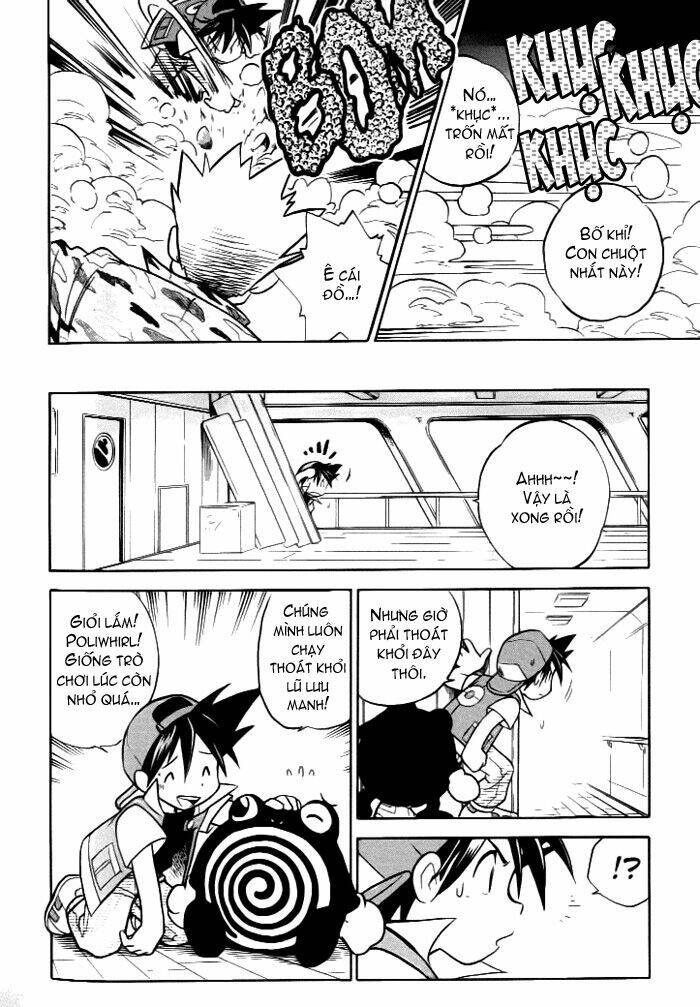 KHỤC
KHỤC
KHỤC
NÓ...
*KHỤC*...
TRỐN MẤT
RỒI!
BỐ KHỈ!
CON CHUỘT
NHẮT NÀY!
BOM
Ê CÁI
ĐỒ...!
AHHH~~!
VẬY LÀ
XONG RỒI!
NHƯNG GIỜ
PHẢI THOÁT
KHỎI ĐÂY
THÔI.
!?
CHÚNG
MÌNH LUÔN
CHẠY
THOÁT KHỎI
LŨ LƯU
MANH!
GIỎI LẮM!
POLIWHIRL!
GIỐNG TRÒ
CHƠI LÚC CÒN
NHỎ QUÁ...